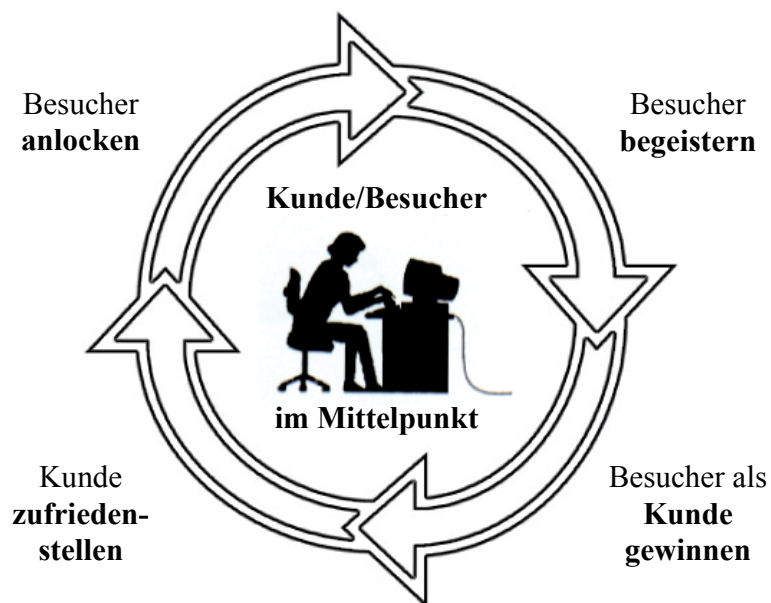 Besucher
anlocken
Besucher
begeistern
Kunde/Besucher
im Mittelpunkt
Kunde
zufrieden-
stellen
Besucher als
Kunde
gewinnen